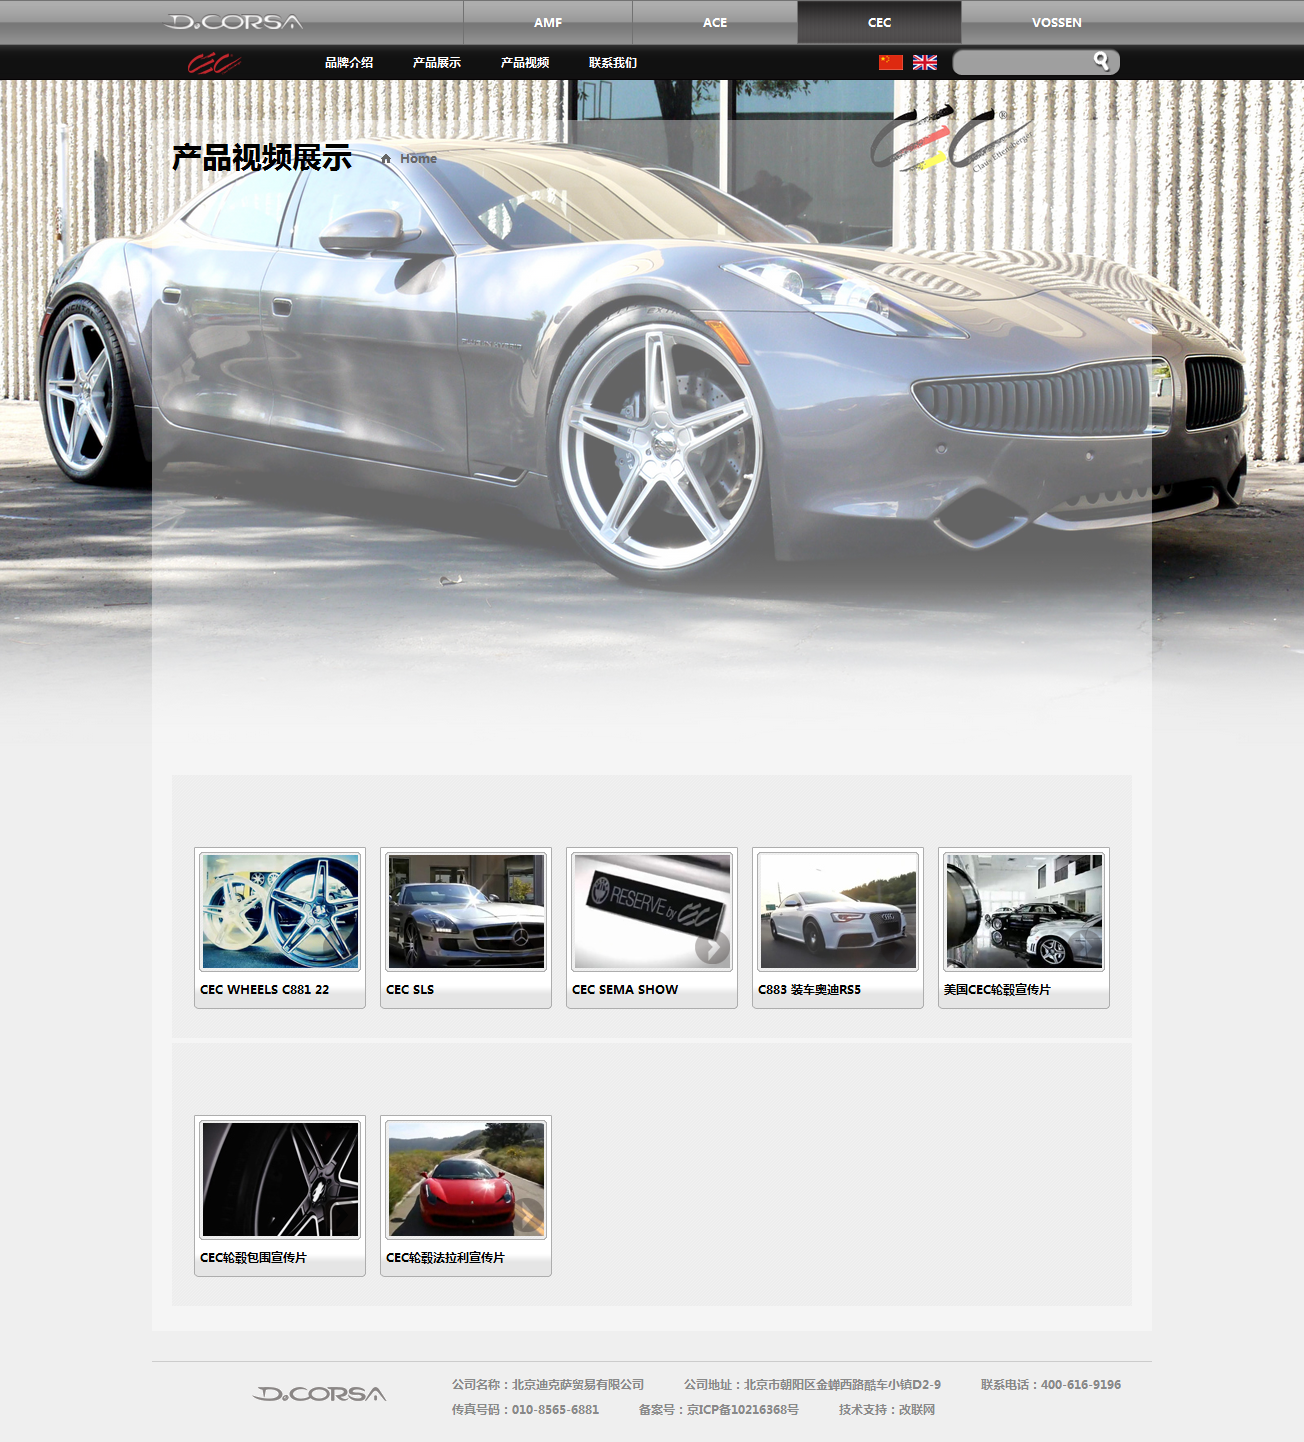 D.CORSA AMF ACE CEC VOSSEN
CEC 品牌介绍 产品展示 产品视频 联系我们
CEC®
Claus Ettensberger
产品视频展示 Home
RESERVE by CEC
CEC WHEELS C881 22 CEC SLS CEC SEMA SHOW C883 装车奥迪RS5 美国CEC轮毂宣传片
CEC轮毂包围宣传片 CEC轮毂法拉利宣传片
D.CORSA
公司名称：北京迪克萨贸易有限公司 公司地址：北京市朝阳区金蝉西路酷车小镇D2-9 联系电话：400-616-9196
传真号码：010-8565-6881 备案号：京ICP备10216368号 技术支持：改联网